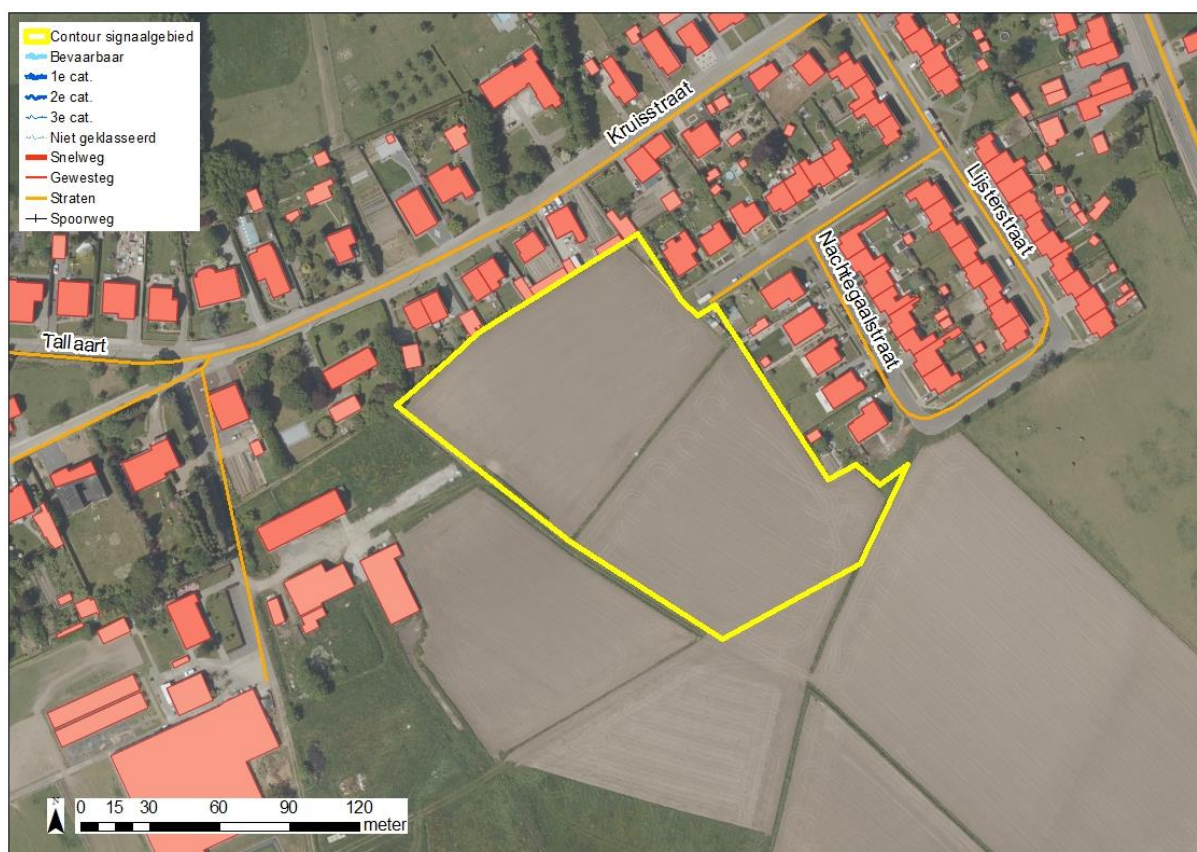 Contour signaalgebied
Bevaarbaar
1e cat.
2e cat.
3e cat.
Niet geklasseerd
Snelweg
Gewesteg
Straten
Spoorweg
Kruisstraat
Lijsterstraat
Nachtegaalstraat
Tallaart
N
0 15 30 60 90 120
meter